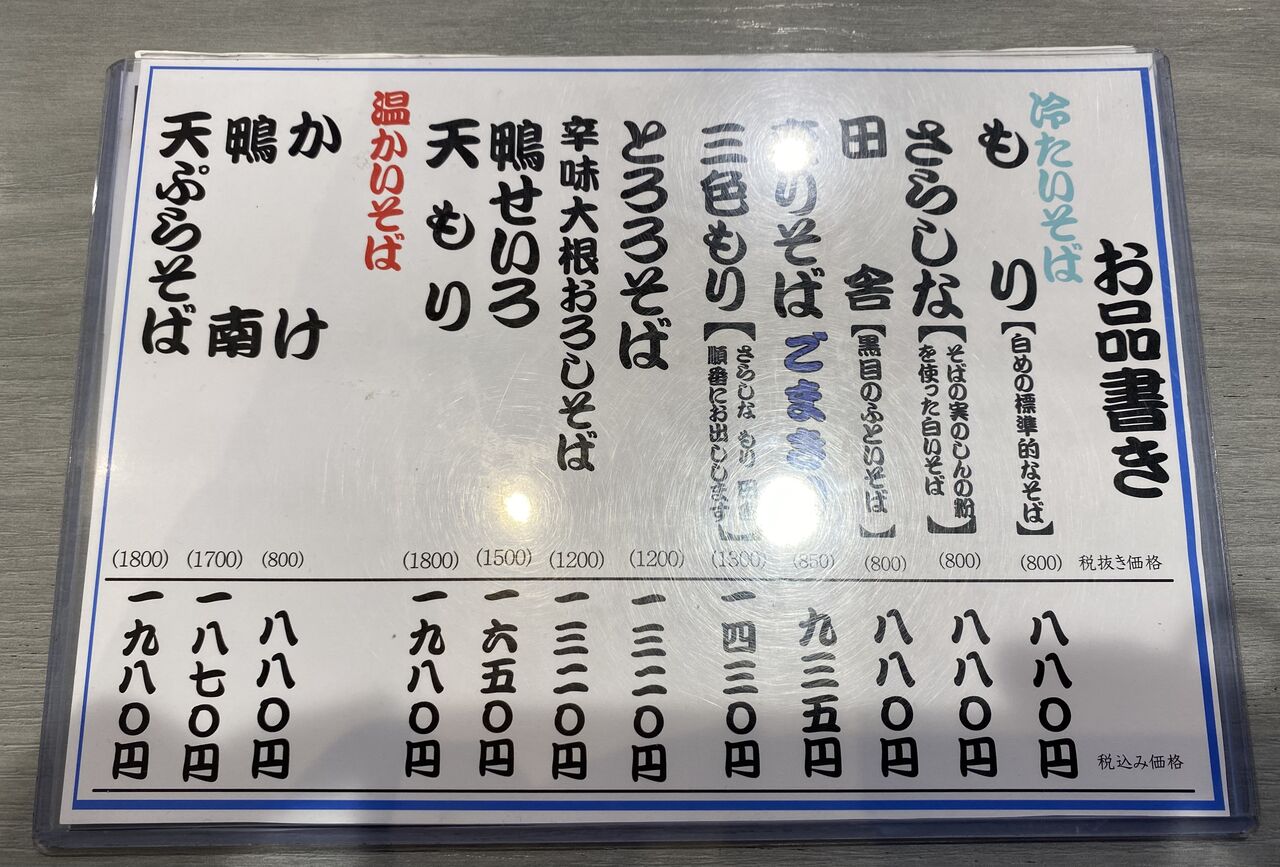 お品書き
冷たいそば
もり【白めの標準的なそば】
(800)
八八〇円
さらしな【そばの実のしんの粉
を使った白いそば】
(800)
八八〇円
田舎【黒目のふといそば】
(800)
八八〇円
りそば ごまき
(850)
九三五円
三色もり【さらしな もり
順番にお出しします】
(1300)
一四三〇円
とろろそば
(1200)
一三二〇円
辛味大根おろしそば
(1200)
一三二〇円
鴨せいろ
(1500)
一六五〇円
天もり
(1800)
一九八〇円
温かいそば
かけ
(800)
八八〇円
鴨南
(1700)
一八七〇円
天ぷらそば
(1800)
一九八〇円
税抜き価格
税込み価格